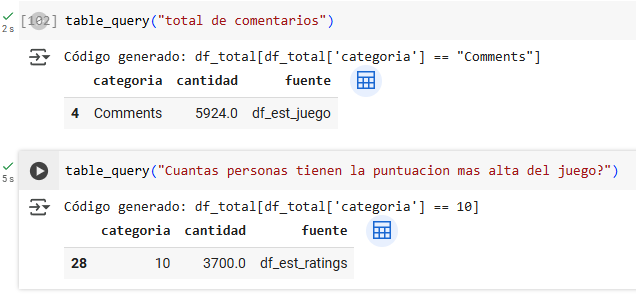 2s [102] table_query("total de comentarios")
Código generado: df_total[df_total['categoria'] == "Comments"]
categoria cantidad fuente
4 Comments 5924.0 df_est_juego
5s table_query("Cuantas personas tienen la puntuacion mas alta del juego?")
Código generado: df_total[df_total['categoria'] == 10]
categoria cantidad fuente
28 10 3700.0 df_est_ratings